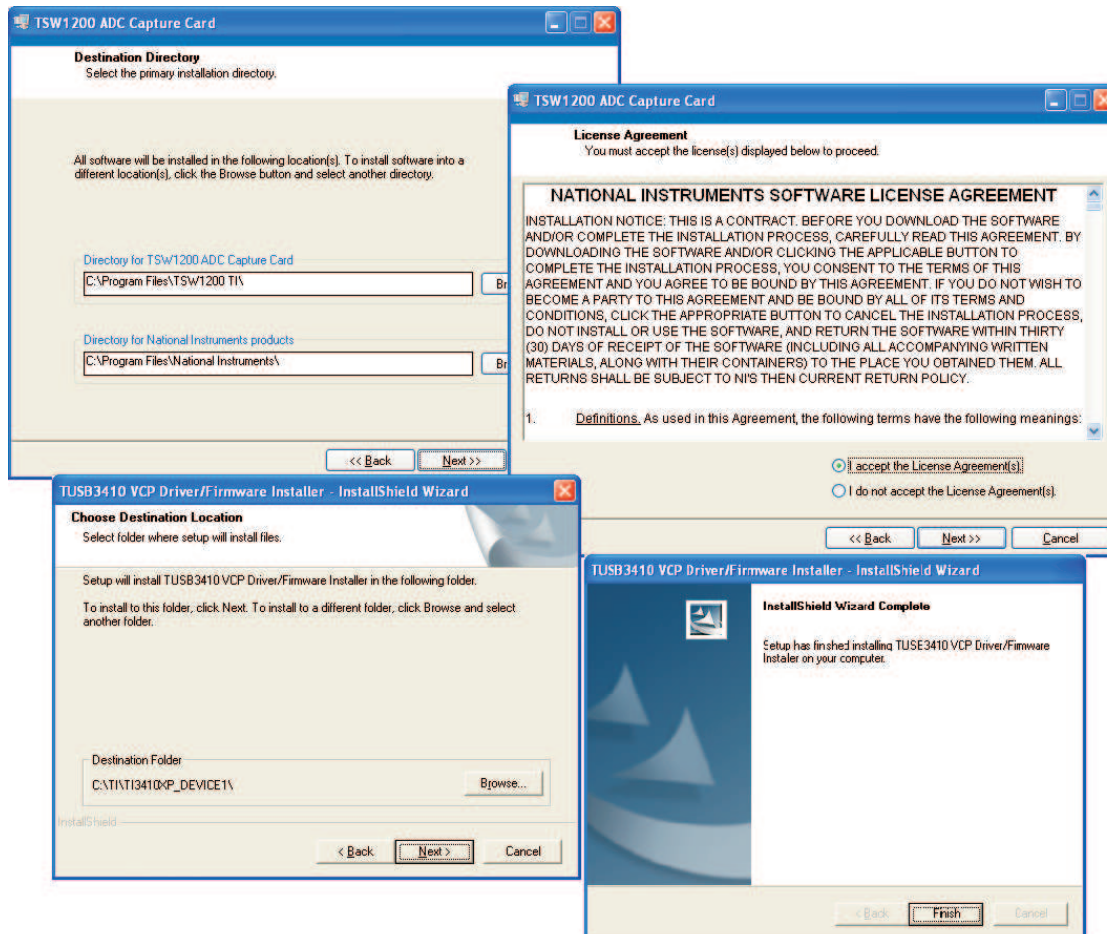 TSW1200 ADC Capture Card
Destination Directory
Select the primary installation directory.
All software will be installed in the following location(s). To install software into a
different location(s), click the Browse button and select another directory.
Directory for TSW1200 ADC Capture Card
C:\Program Files\TSW1200 TI\
Br
Directory for National Instruments products
C:\Program Files\National Instruments\
Br
<< Back
Next >>
TSW1200 ADC Capture Card
License Agreement
You must accept the license(s) displayed below to proceed.
NATIONAL INSTRUMENTS SOFTWARE LICENSE AGREEMENT
INSTALLATION NOTICE: THIS IS A CONTRACT. BEFORE YOU DOWNLOAD THE SOFTWARE
AND/OR COMPLETE THE INSTALLATION PROCESS, CAREFULLY READ THIS AGREEMENT. BY
DOWNLOADING THE SOFTWARE AND/OR CLICKING THE APPLICABLE BUTTON TO
COMPLETE THE INSTALLATION PROCESS, YOU CONSENT TO THE TERMS OF THIS
AGREEMENT AND YOU AGREE TO BE BOUND BY THIS AGREEMENT. IF YOU DO NOT WISH TO
BECOME A PARTY TO THIS AGREEMENT AND BE BOUND BY ALL OF ITS TERMS AND
CONDITIONS, CLICK THE APPROPRIATE BUTTON TO CANCEL THE INSTALLATION PROCESS,
DO NOT INSTALL OR USE THE SOFTWARE, AND RETURN THE SOFTWARE WITHIN THIRTY
(30) DAYS OF RECEIPT OF THE SOFTWARE (INCLUDING ALL ACCOMPANYING WRITTEN
MATERIALS, ALONG WITH THEIR CONTAINERS) TO THE PLACE YOU OBTAINED THEM. ALL
RETURNS SHALL BE SUBJECT TO NI'S THEN CURRENT RETURN POLICY.
1. Definitions. As used in this Agreement, the following terms have the following meanings:
I accept the License Agreement(s).
I do not accept the License Agreement(s).
<< Back
Next >>
Cancel
TUSB3410 VCP Driver/Firmware Installer - InstallShield Wizard
Choose Destination Location
Select folder where setup will install files.
Setup will install TUSB3410 VCP Driver/Firmware Installer in the following folder.
To install to this folder, click Next. To install to a different folder, click Browse and select
another folder.
Destination Folder
C:\TI\TI3410XP_DEVICE1\
Browse...
InstallShield
< Back
Next >
Cancel
TUSB3410 VCP Driver/Firmware Installer - InstallShield Wizard
InstallShield Wizard Complete
Setup has finshed installing TUSE3410 VCP Driver/Firmware
Instaler on your computer.
< Back
Finish
Cancel